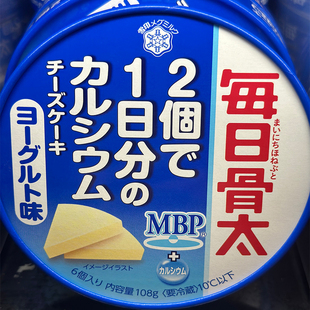 雪印メグミルク
毎日骨太
まいにちほねぶと
2個で
1日分の
カルシウム
チーズケーキ
ヨーグルト味
MBP
+
カルシウム
イメージイラスト
6個入り 内容量108g (要冷蔵)10℃以下